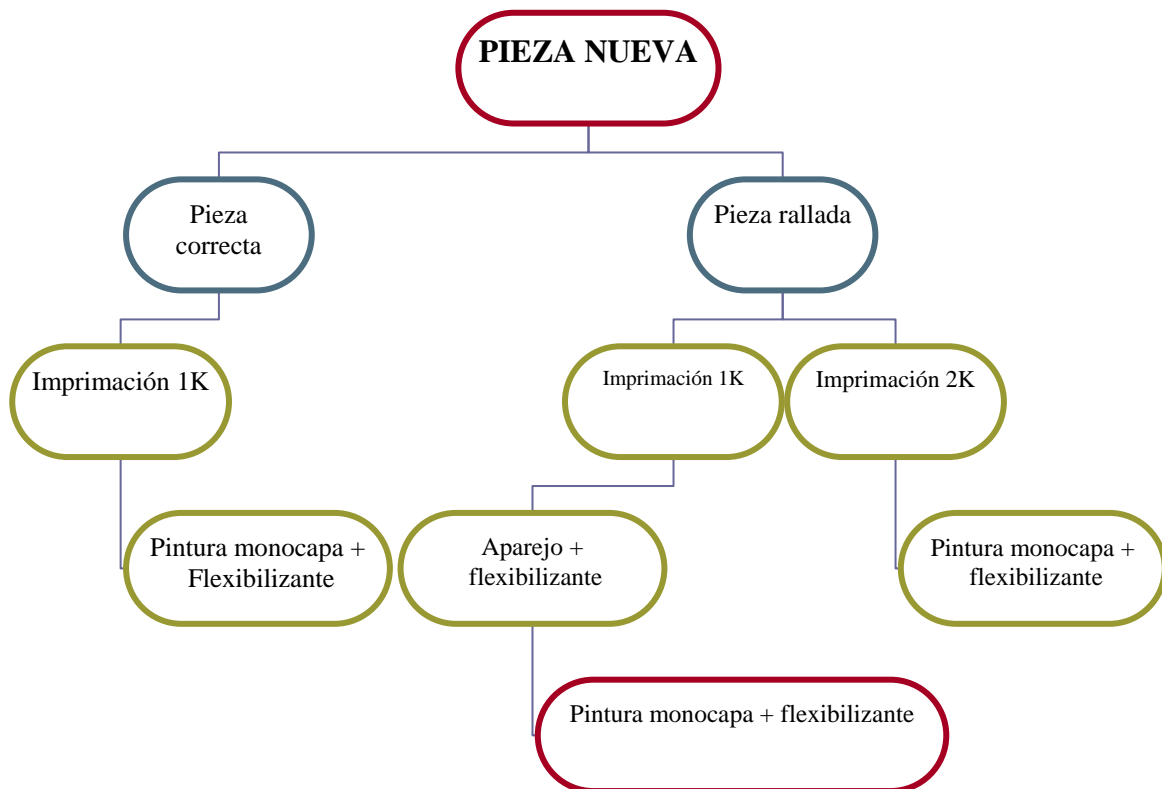 PIEZA NUEVA
Pieza
correcta
Pieza rallada
Imprimación 1K
Imprimación 1K
Imprimación 2K
Pintura monocapa +
Flexibilizante
Aparejo +
flexibilizante
Pintura monocapa +
flexibilizante
Pintura monocapa + flexibilizante